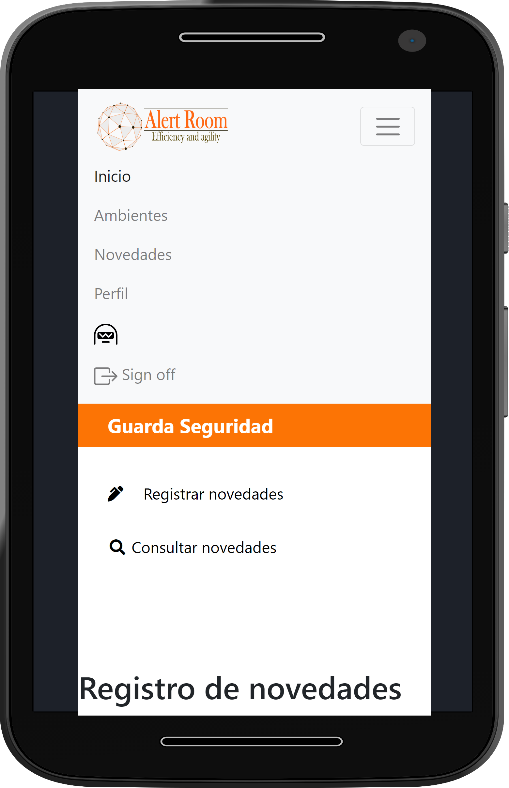 Alert Room
Efficiency and agility
Inicio
Ambientes
Novedades
Perfil
Sign off
Guarda Seguridad
Registrar novedades
Consultar novedades
Registro de novedades